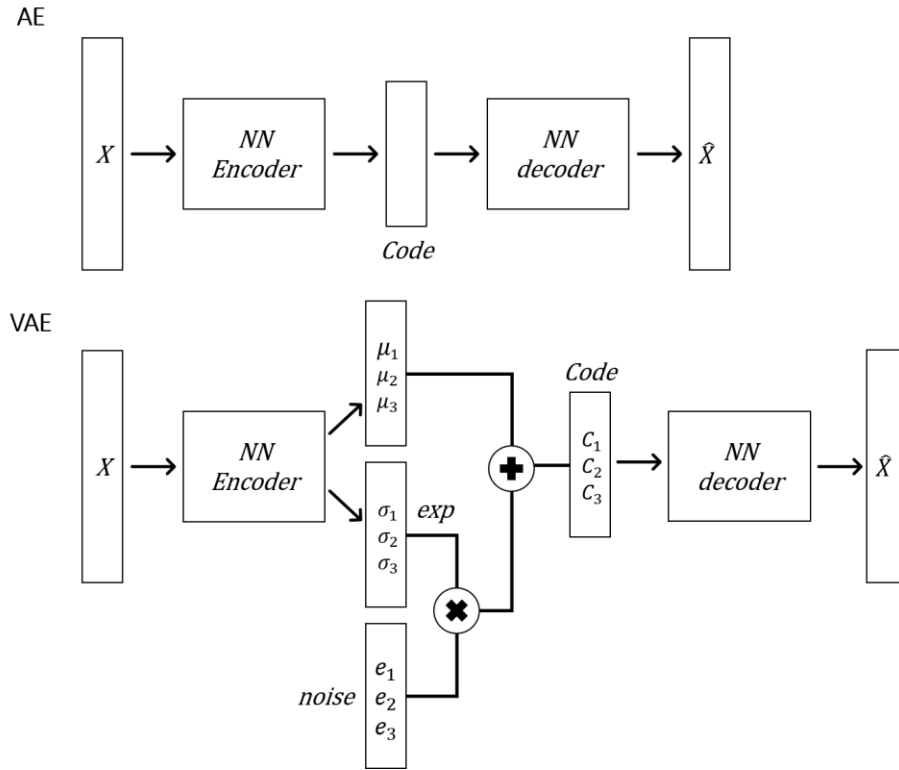 AE
X
NN
Encoder
Code
NN
decoder
X̂
VAE
X
NN
Encoder
μ₁
μ₂
μ₃
σ₁
σ₂
σ₃
exp
noise
e₁
e₂
e₃
Code
C₁
C₂
C₃
NN
decoder
X̂